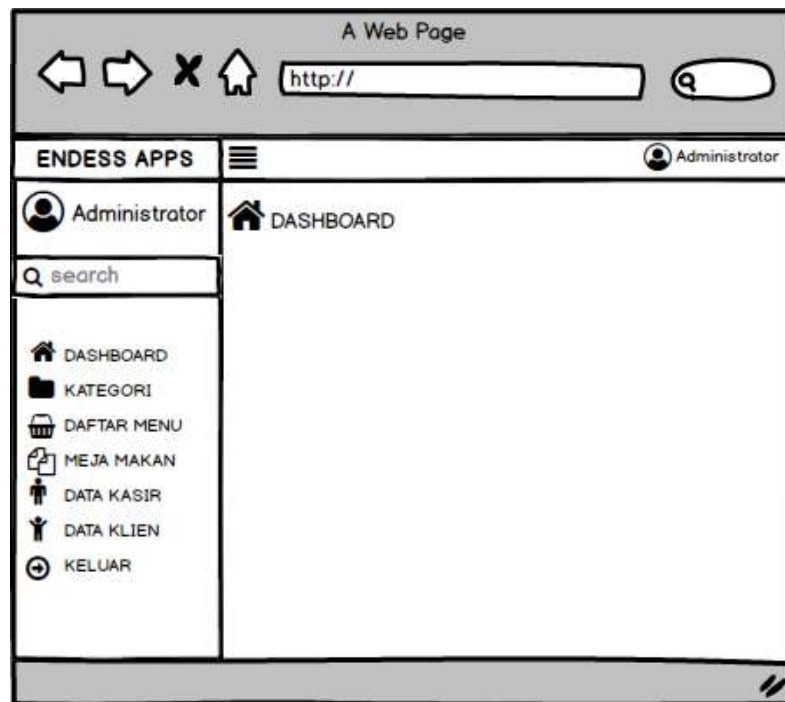 A Web Page
http://
ENDESS APPS
Administrator
Administrator
DASHBOARD
search
DASHBOARD
KATEGORI
DAFTAR MENU
MEJA MAKAN
DATA KASIR
DATA KLIEN
KELUAR